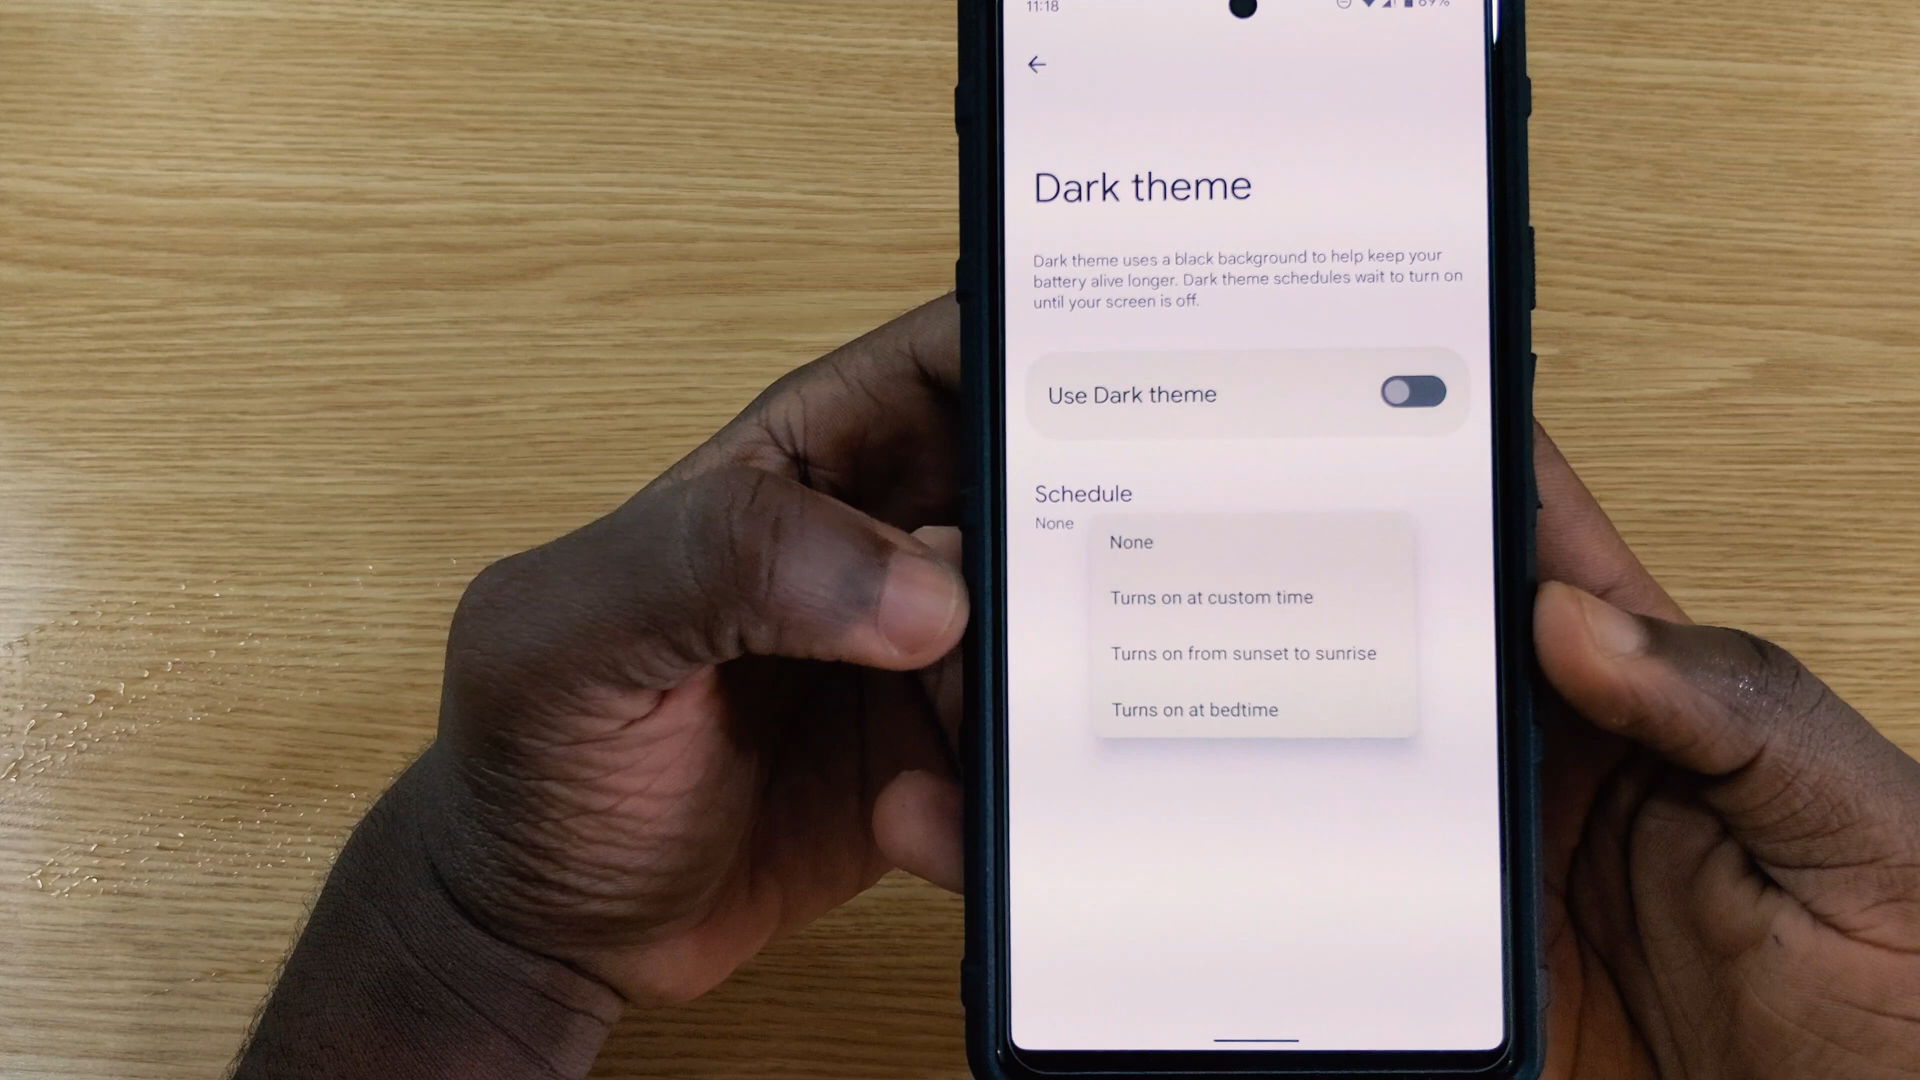 11:18
69%
Dark theme
Dark theme uses a black background to help keep your
battery alive longer. Dark theme schedules wait to turn on
until your screen is off.
Use Dark theme
Schedule
None
None
Turns on at custom time
Turns on from sunset to sunrise
Turns on at bedtime